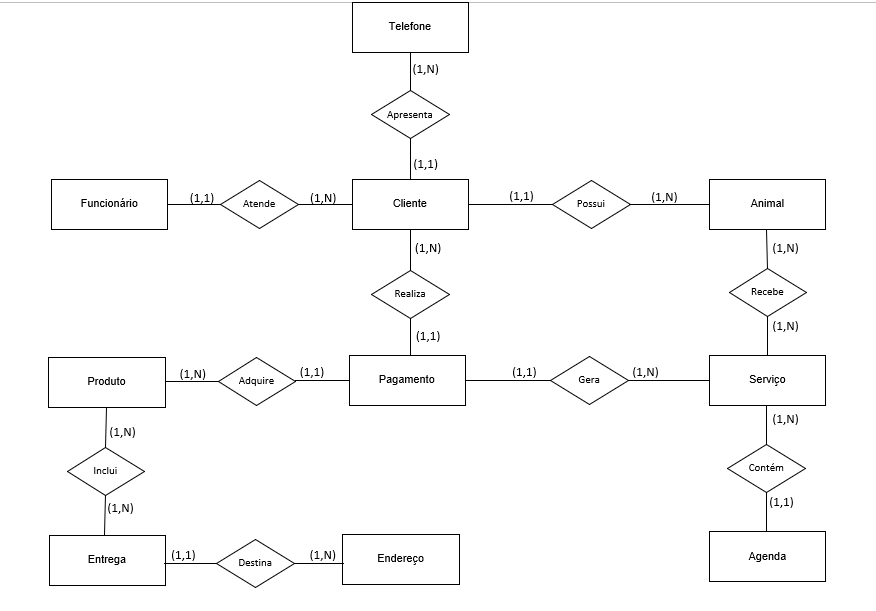 Telefone
(1,N)
Apresenta
(1,1)
Funcionário
(1,1)
Atende
(1,N)
Cliente
(1,1)
Possui
(1,N)
Animal
(1,N)
Realiza
(1,1)
(1,N)
Recebe
(1,N)
Produto
(1,N)
Adquire
(1,1)
Pagamento
(1,1)
Gera
(1,N)
Serviço
(1,N)
Inclui
(1,N)
(1,N)
Contém
(1,1)
Entrega
(1,1)
Destina
(1,N)
Endereço
Agenda